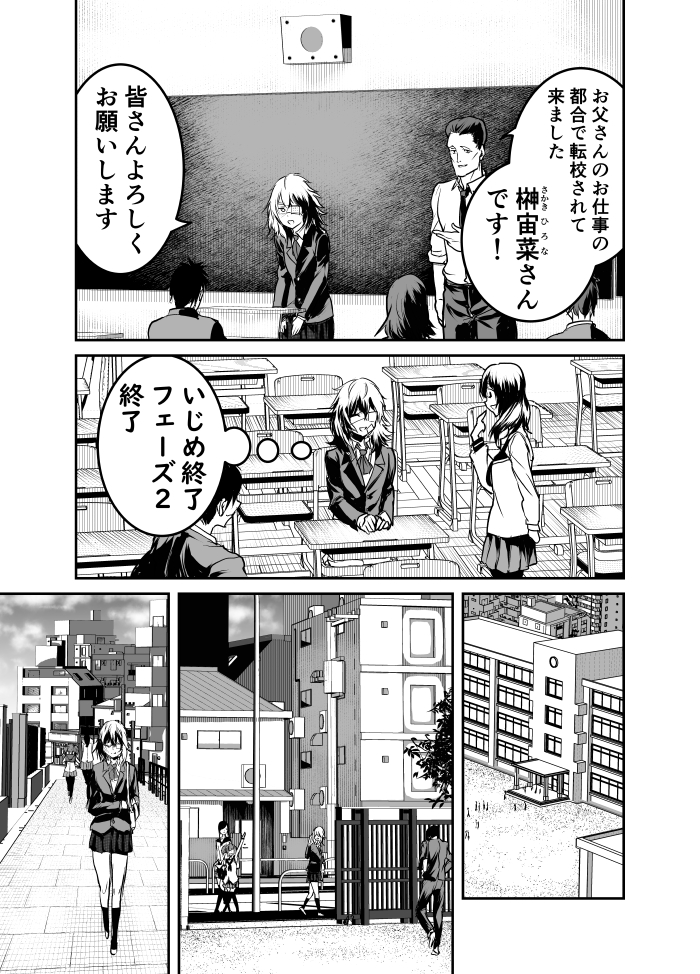 お父さんのお仕事の
都合で転校されて
来ました
榊宙菜さん
さかきひろな
です!
皆さんよろしく
お願いします
いじめ終了
フェーズ2
終了